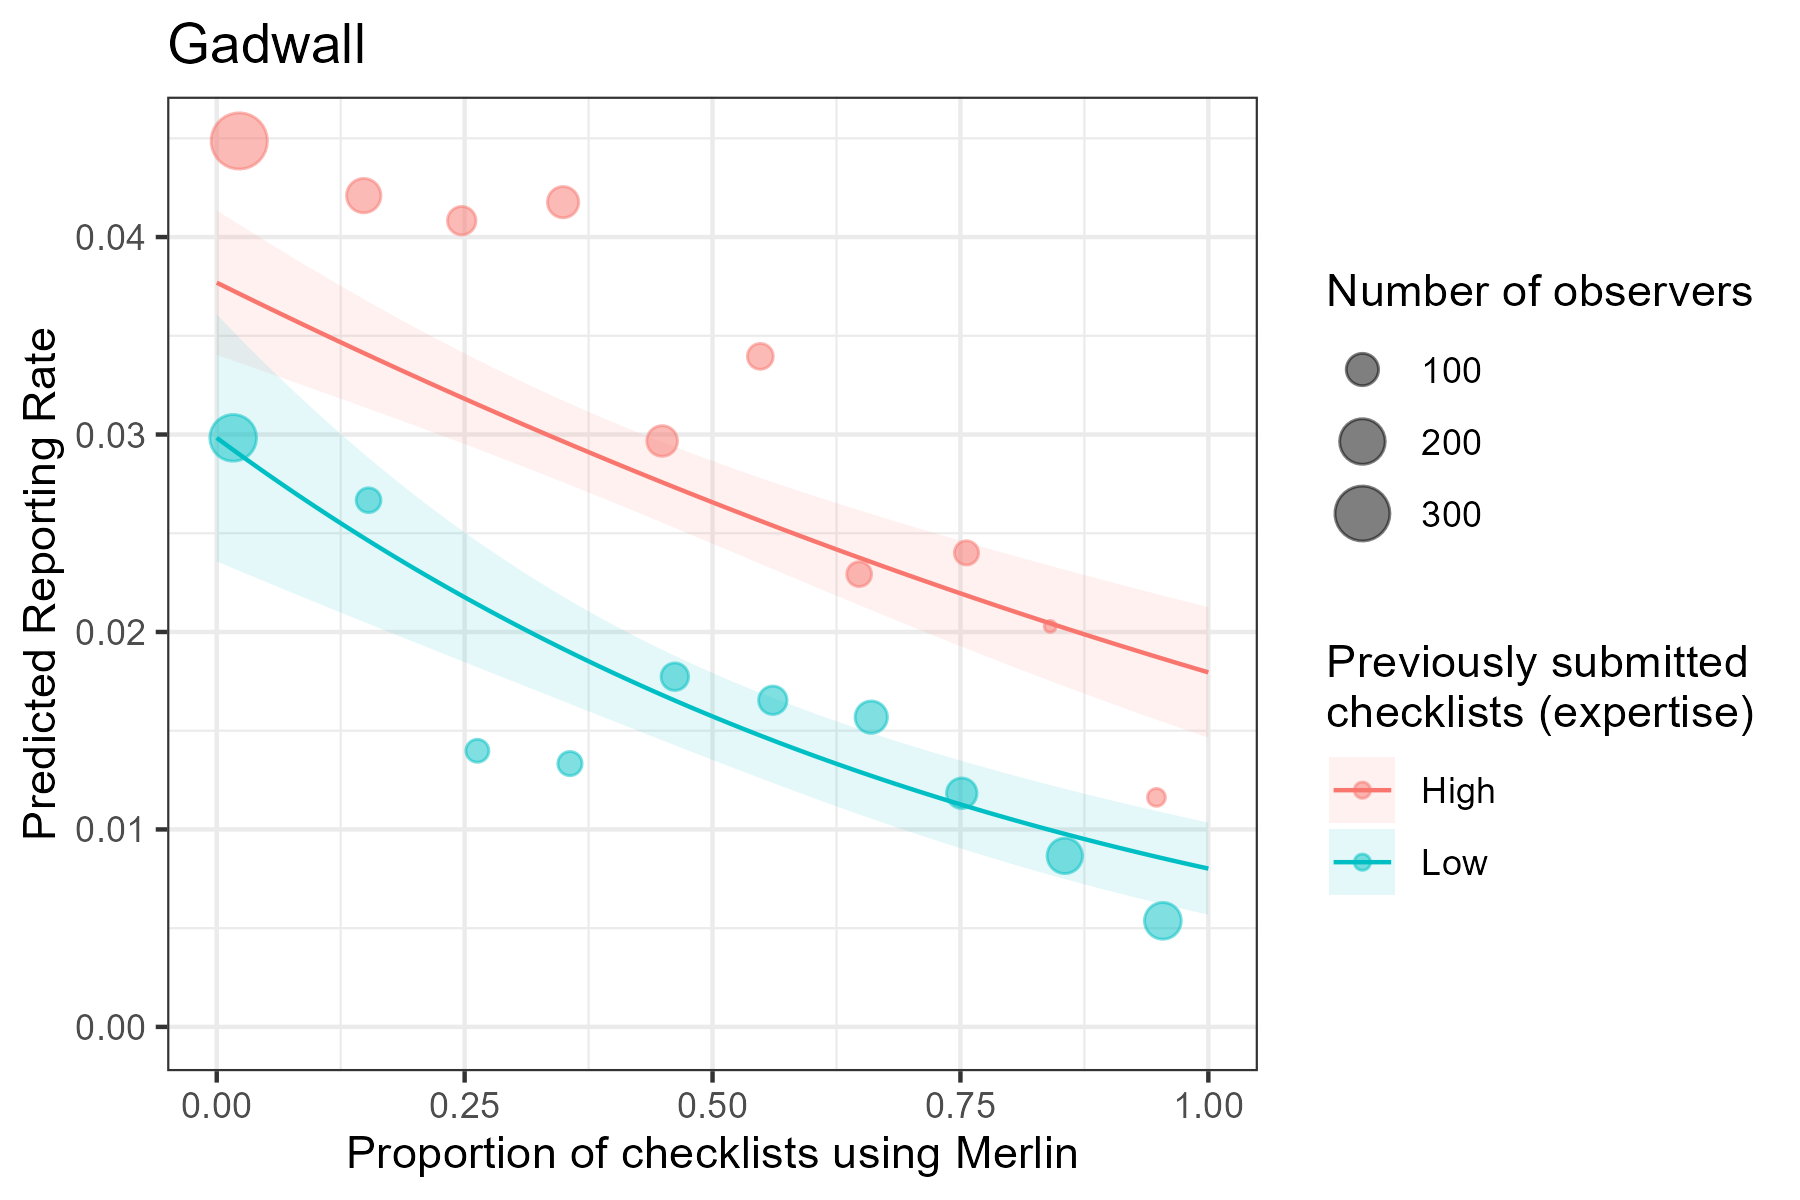 Gadwall
Predicted Reporting Rate
0.04
0.03
0.02
0.01
0.00
0.00 0.25 0.50 0.75 1.00
Proportion of checklists using Merlin
Number of observers
100
200
300
Previously submitted
checklists (expertise)
High
Low